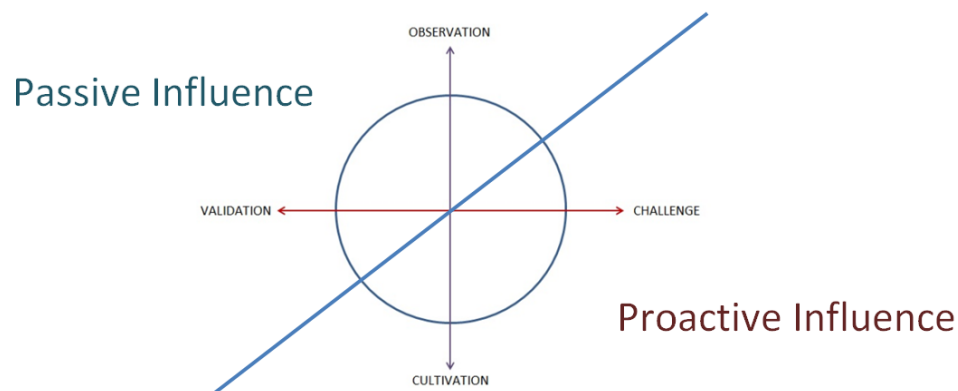 OBSERVATION
Passive Influence
VALIDATION
CHALLENGE
Proactive Influence
CULTIVATION